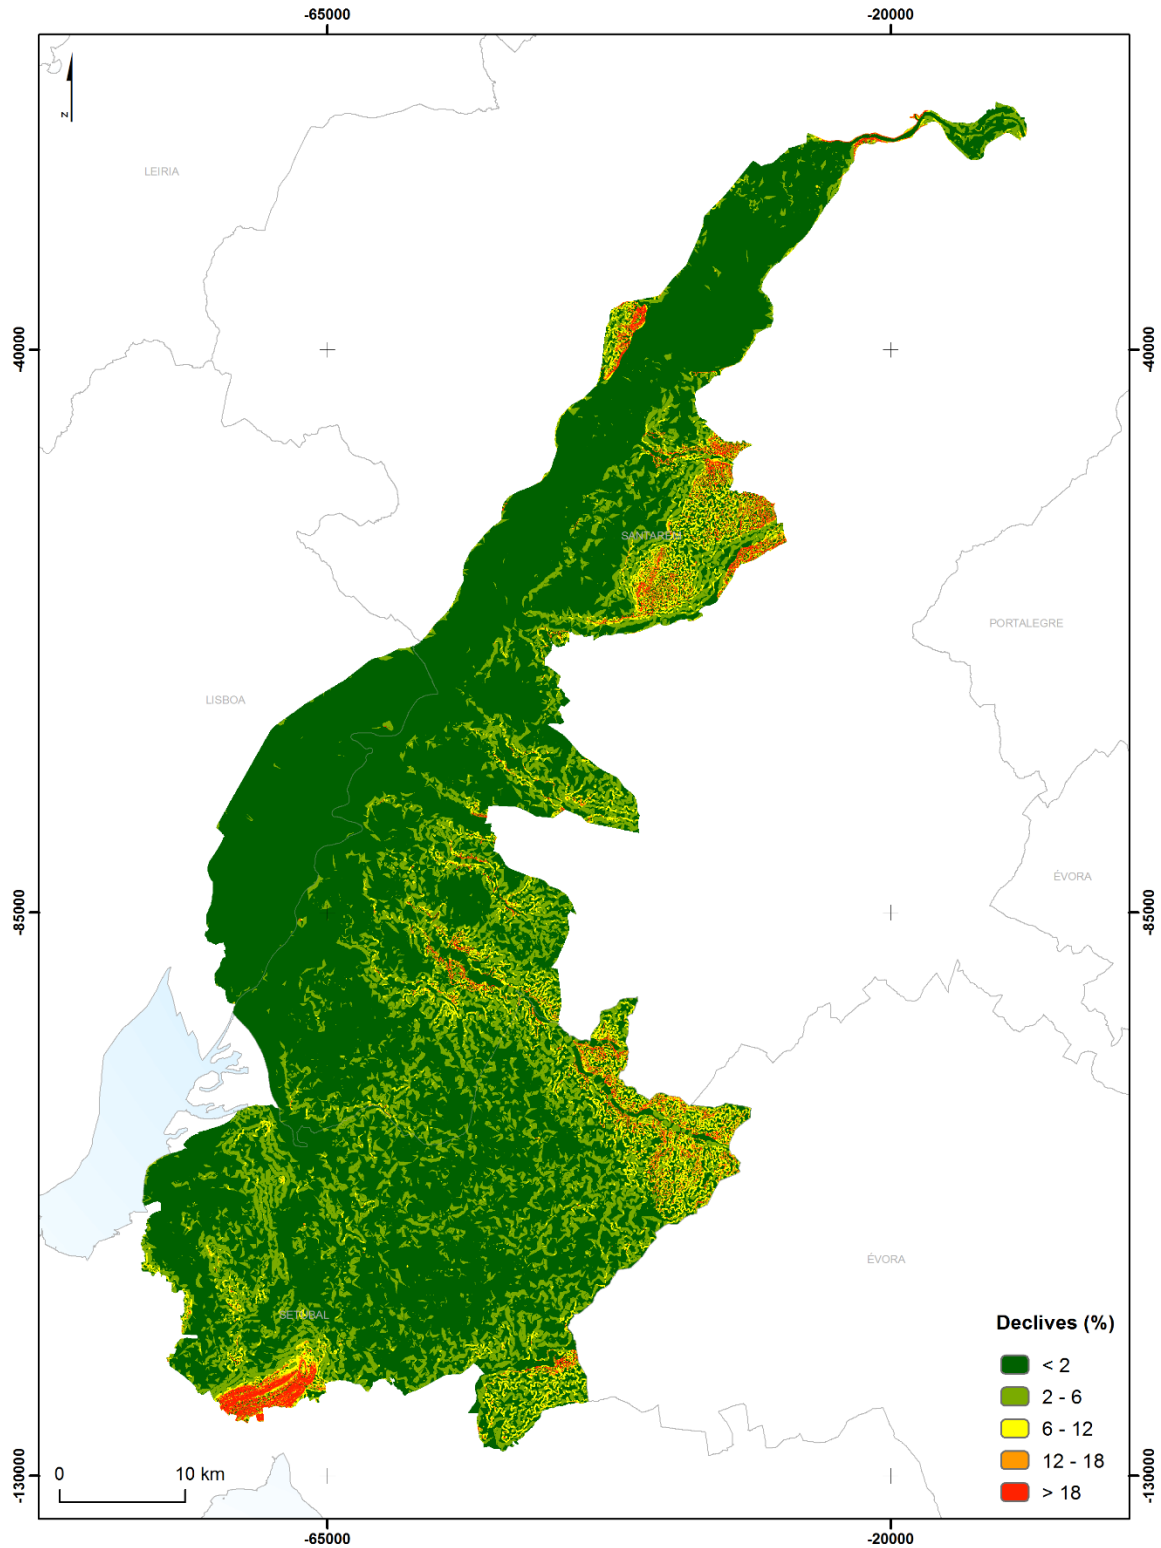 -65000
-20000
z
LEIRIA
-40000
-40000
SANTARÉM
PORTALEGRE
LISBOA
ÉVORA
-85000
-85000
ÉVORA
SETÚBAL
Declives (%)
< 2
2 - 6
6 - 12
12 - 18
> 18
0
10 km
-130000
-130000
-65000
-20000